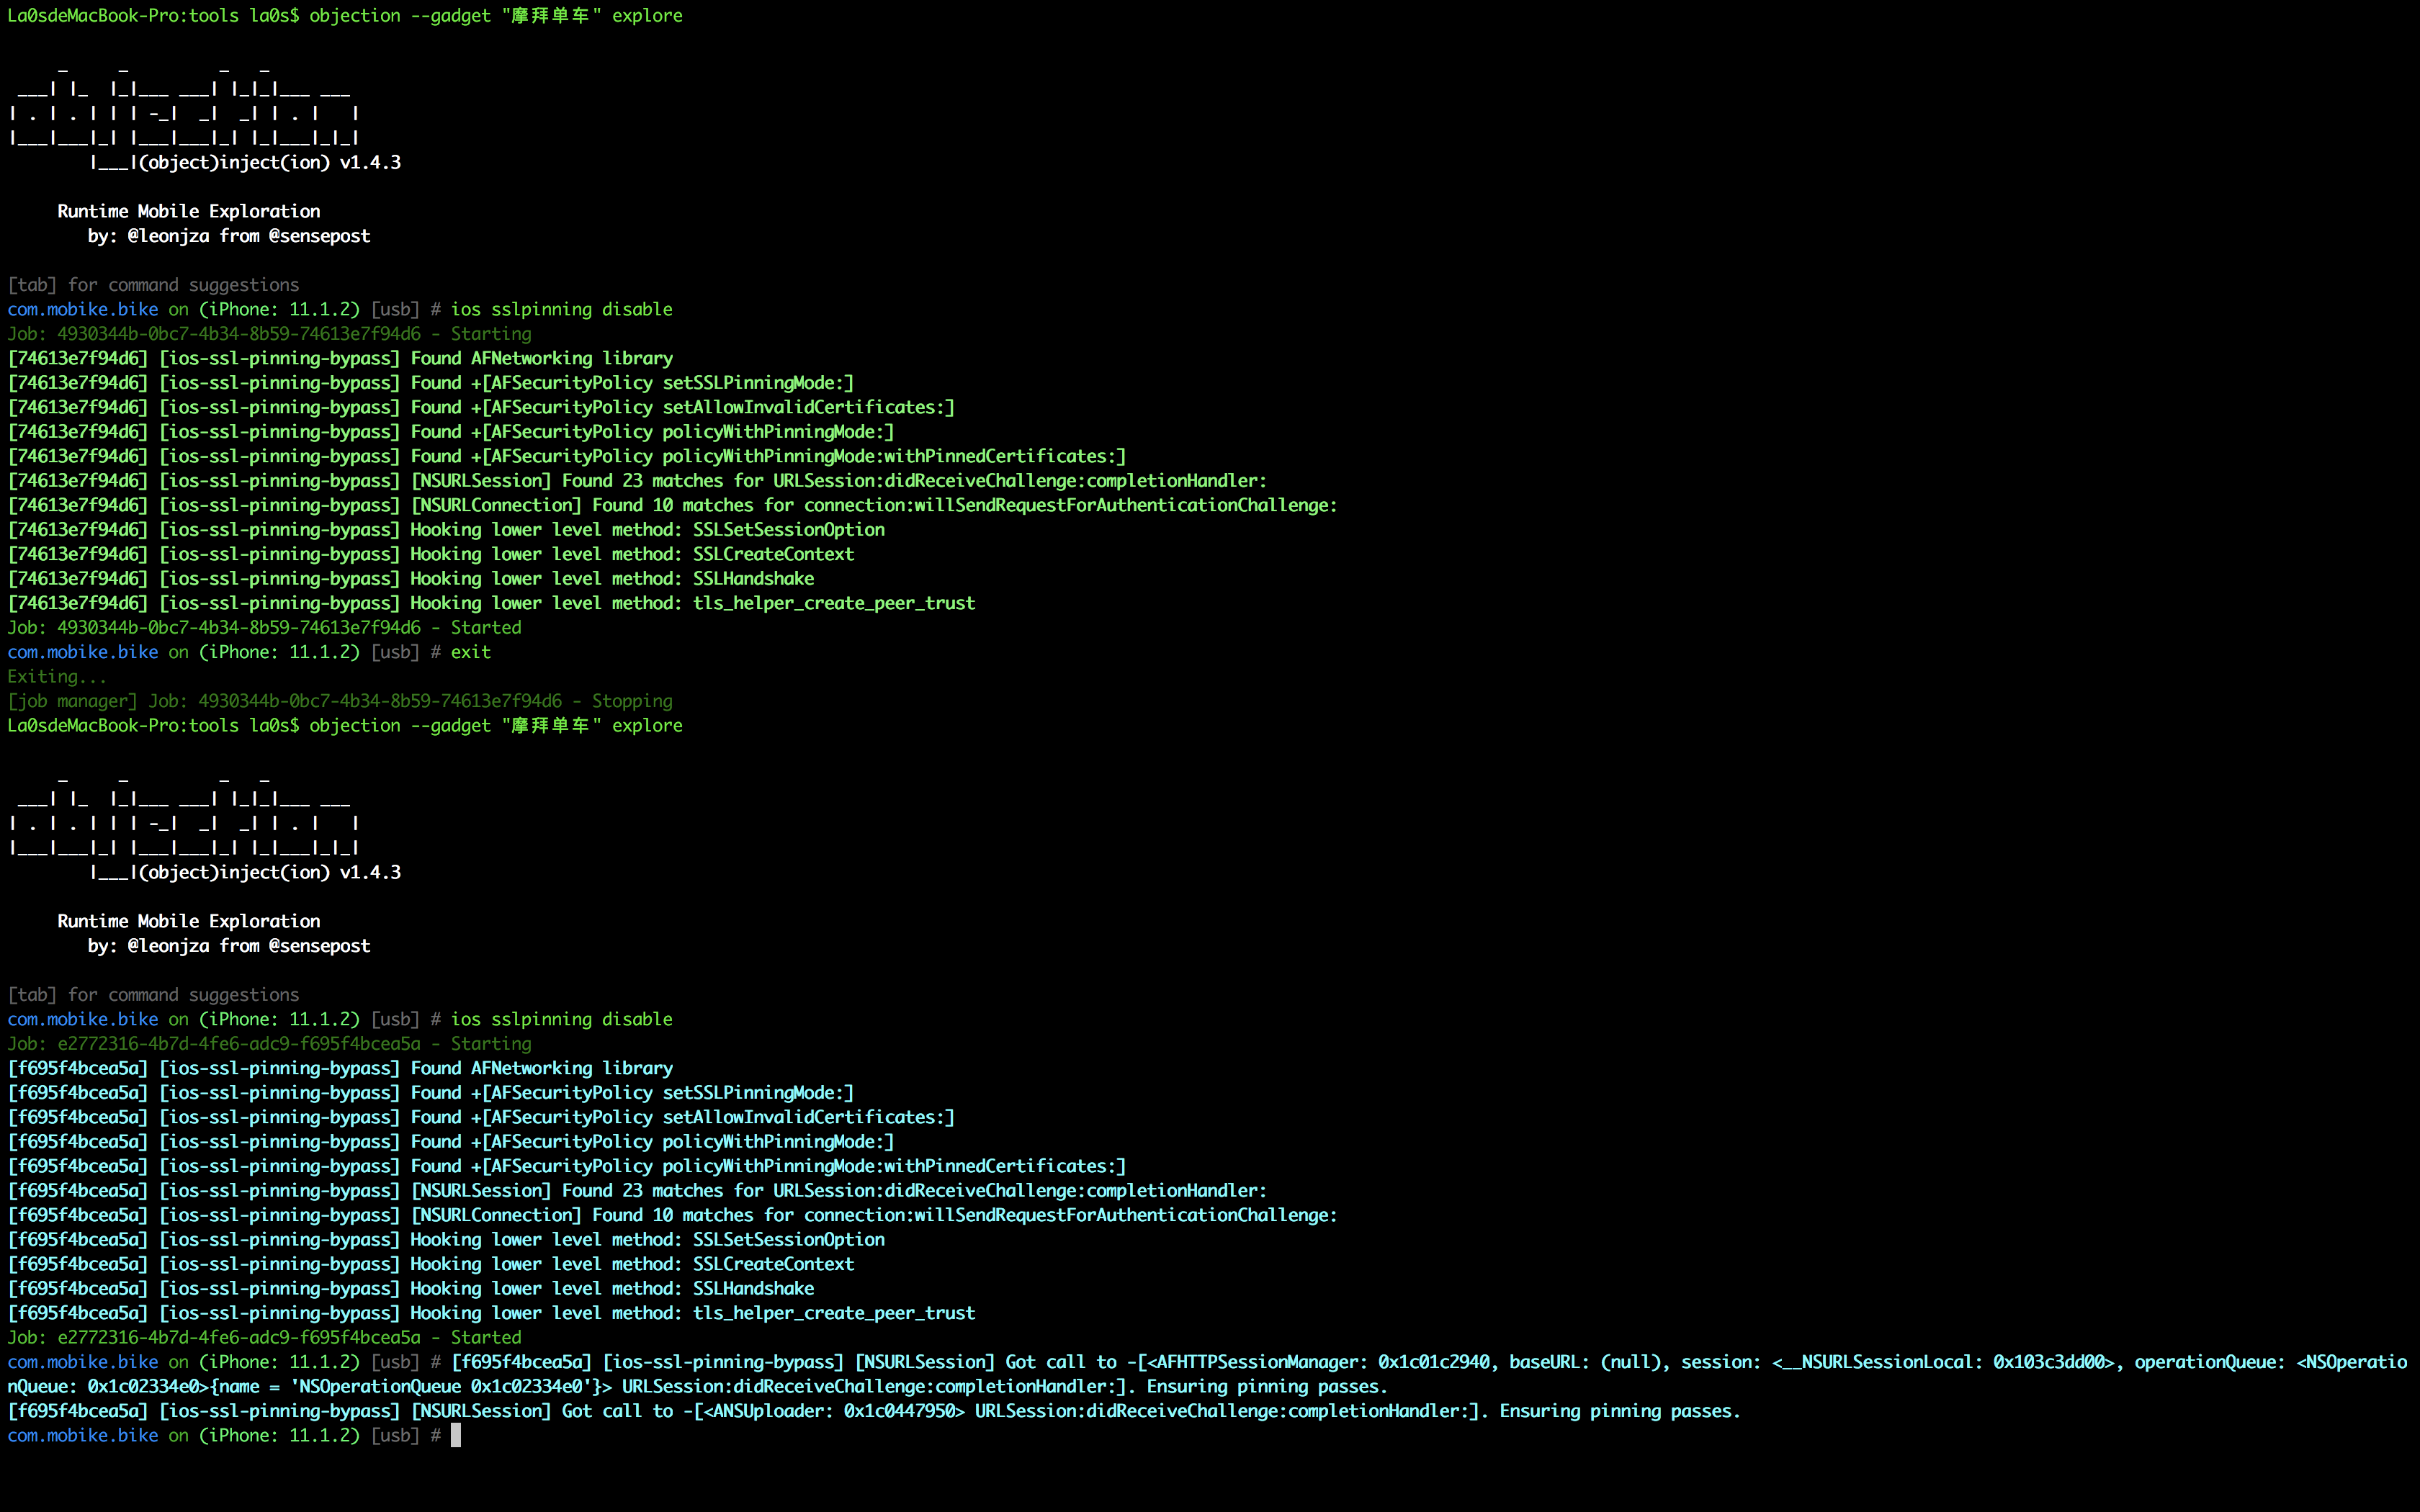 La0sdeMacBook-Pro:tools la0s$ objection --gadget "摩拜单车" explore
     _     _         _   _
 ___| |_  |_|___ ___| |_|_|___ ___
| . | . | | | -_|  _|  _| | . |   |
|___|___|_| |___|___|_| |_|___|_|_|
        |___|(object)inject(ion) v1.4.3
     Runtime Mobile Exploration
        by: @leonjza from @sensepost
[tab] for command suggestions
com.mobike.bike on (iPhone: 11.1.2) [usb] # ios sslpinning disable
Job: 4930344b-0bc7-4b34-8b59-74613e7f94d6 - Starting
[74613e7f94d6] [ios-ssl-pinning-bypass] Found AFNetworking library
[74613e7f94d6] [ios-ssl-pinning-bypass] Found +[AFSecurityPolicy setSSLPinningMode:]
[74613e7f94d6] [ios-ssl-pinning-bypass] Found +[AFSecurityPolicy setAllowInvalidCertificates:]
[74613e7f94d6] [ios-ssl-pinning-bypass] Found +[AFSecurityPolicy policyWithPinningMode:]
[74613e7f94d6] [ios-ssl-pinning-bypass] Found +[AFSecurityPolicy policyWithPinningMode:withPinnedCertificates:]
[74613e7f94d6] [ios-ssl-pinning-bypass] [NSURLSession] Found 23 matches for URLSession:didReceiveChallenge:completionHandler:
[74613e7f94d6] [ios-ssl-pinning-bypass] [NSURLConnection] Found 10 matches for connection:willSendRequestForAuthenticationChallenge:
[74613e7f94d6] [ios-ssl-pinning-bypass] Hooking lower level method: SSLSetSessionOption
[74613e7f94d6] [ios-ssl-pinning-bypass] Hooking lower level method: SSLCreateContext
[74613e7f94d6] [ios-ssl-pinning-bypass] Hooking lower level method: SSLHandshake
[74613e7f94d6] [ios-ssl-pinning-bypass] Hooking lower level method: tls_helper_create_peer_trust
Job: 4930344b-0bc7-4b34-8b59-74613e7f94d6 - Started
com.mobike.bike on (iPhone: 11.1.2) [usb] # exit
Exiting...
[job manager] Job: 4930344b-0bc7-4b34-8b59-74613e7f94d6 - Stopping
La0sdeMacBook-Pro:tools la0s$ objection --gadget "摩拜单车" explore
     _     _         _   _
 ___| |_  |_|___ ___| |_|_|___ ___
| . | . | | | -_|  _|  _| | . |   |
|___|___|_| |___|___|_| |_|___|_|_|
        |___|(object)inject(ion) v1.4.3
     Runtime Mobile Exploration
        by: @leonjza from @sensepost
[tab] for command suggestions
com.mobike.bike on (iPhone: 11.1.2) [usb] # ios sslpinning disable
Job: e2772316-4b7d-4fe6-adc9-f695f4bcea5a - Starting
[f695f4bcea5a] [ios-ssl-pinning-bypass] Found AFNetworking library
[f695f4bcea5a] [ios-ssl-pinning-bypass] Found +[AFSecurityPolicy setSSLPinningMode:]
[f695f4bcea5a] [ios-ssl-pinning-bypass] Found +[AFSecurityPolicy setAllowInvalidCertificates:]
[f695f4bcea5a] [ios-ssl-pinning-bypass] Found +[AFSecurityPolicy policyWithPinningMode:]
[f695f4bcea5a] [ios-ssl-pinning-bypass] Found +[AFSecurityPolicy policyWithPinningMode:withPinnedCertificates:]
[f695f4bcea5a] [ios-ssl-pinning-bypass] [NSURLSession] Found 23 matches for URLSession:didReceiveChallenge:completionHandler:
[f695f4bcea5a] [ios-ssl-pinning-bypass] [NSURLConnection] Found 10 matches for connection:willSendRequestForAuthenticationChallenge:
[f695f4bcea5a] [ios-ssl-pinning-bypass] Hooking lower level method: SSLSetSessionOption
[f695f4bcea5a] [ios-ssl-pinning-bypass] Hooking lower level method: SSLCreateContext
[f695f4bcea5a] [ios-ssl-pinning-bypass] Hooking lower level method: SSLHandshake
[f695f4bcea5a] [ios-ssl-pinning-bypass] Hooking lower level method: tls_helper_create_peer_trust
Job: e2772316-4b7d-4fe6-adc9-f695f4bcea5a - Started
com.mobike.bike on (iPhone: 11.1.2) [usb] # [f695f4bcea5a] [ios-ssl-pinning-bypass] [NSURLSession] Got call to -[<AFHTTPSessionManager: 0x1c01c2940, baseURL: (null), session: <__NSURLSessionLocal: 0x103c3dd00>, operationQueue: <NSOperatio
nQueue: 0x1c02334e0>{name = 'NSOperationQueue 0x1c02334e0'}> URLSession:didReceiveChallenge:completionHandler:]. Ensuring pinning passes.
[f695f4bcea5a] [ios-ssl-pinning-bypass] [NSURLSession] Got call to -[<ANSUploader: 0x1c0447950> URLSession:didReceiveChallenge:completionHandler:]. Ensuring pinning passes.
com.mobike.bike on (iPhone: 11.1.2) [usb] #